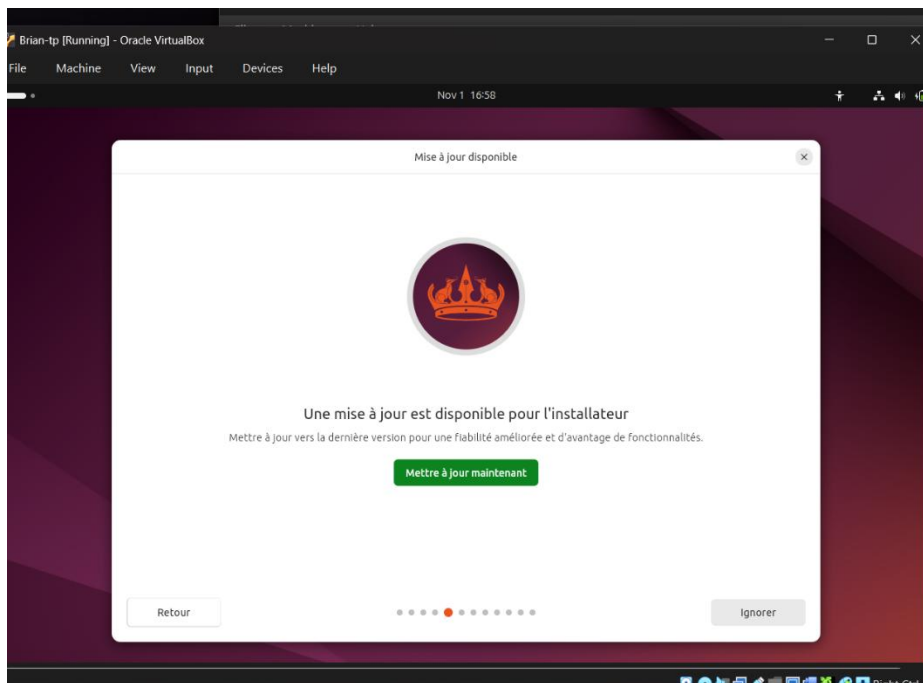 Brian-tp [Running] - Oracle VirtualBox
File Machine View Input Devices Help
Nov 1 16:58
Mise à jour disponible
Une mise à jour est disponible pour l'installateur
Mettre à jour vers la dernière version pour une fiabilité améliorée et d'avantage de fonctionnalités.
Mettre à jour maintenant
Retour
Ignorer
Right Ctrl